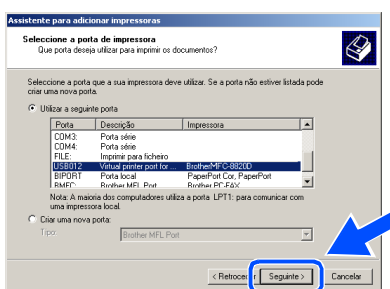 Assistente para adicionar impressoras
Seleccione a porta de impressora
Que porta deseja utilizar para imprimir os documentos?
Seleccione a porta que a sua impressora deve utilizar. Se a porta não estiver listada pode
criar uma nova porta.
Utilizar a seguinte porta
Porta Descrição Impressora
COM3: Porta série
COM4: Porta série
FILE: Imprimir para ficheiro
USB012 Virtual printer port for ... BrotherMFC-8820D
BIPORT Porta local PaperPort Cor, PaperPort
BMFC: Brother MFL Port Brother PC-FAX
Nota: A maioria dos computadores utiliza a porta LPT1: para comunicar com
uma impressora local.
Criar uma nova porta:
Tipo: Brother MFL Port
< Retroceder Seguinte > Cancelar